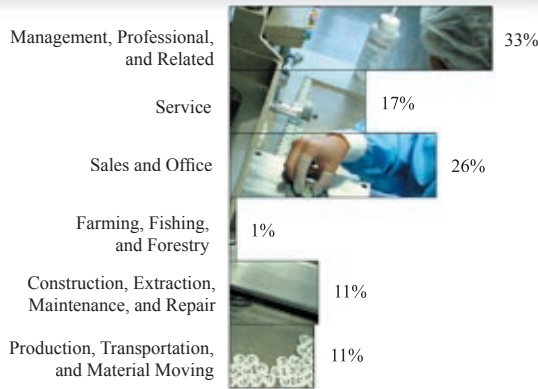 Management, Professional,
and Related
33%
Service
17%
Sales and Office
26%
Farming, Fishing,
and Forestry
1%
Construction, Extraction,
Maintenance, and Repair
11%
Production, Transportation,
and Material Moving
11%